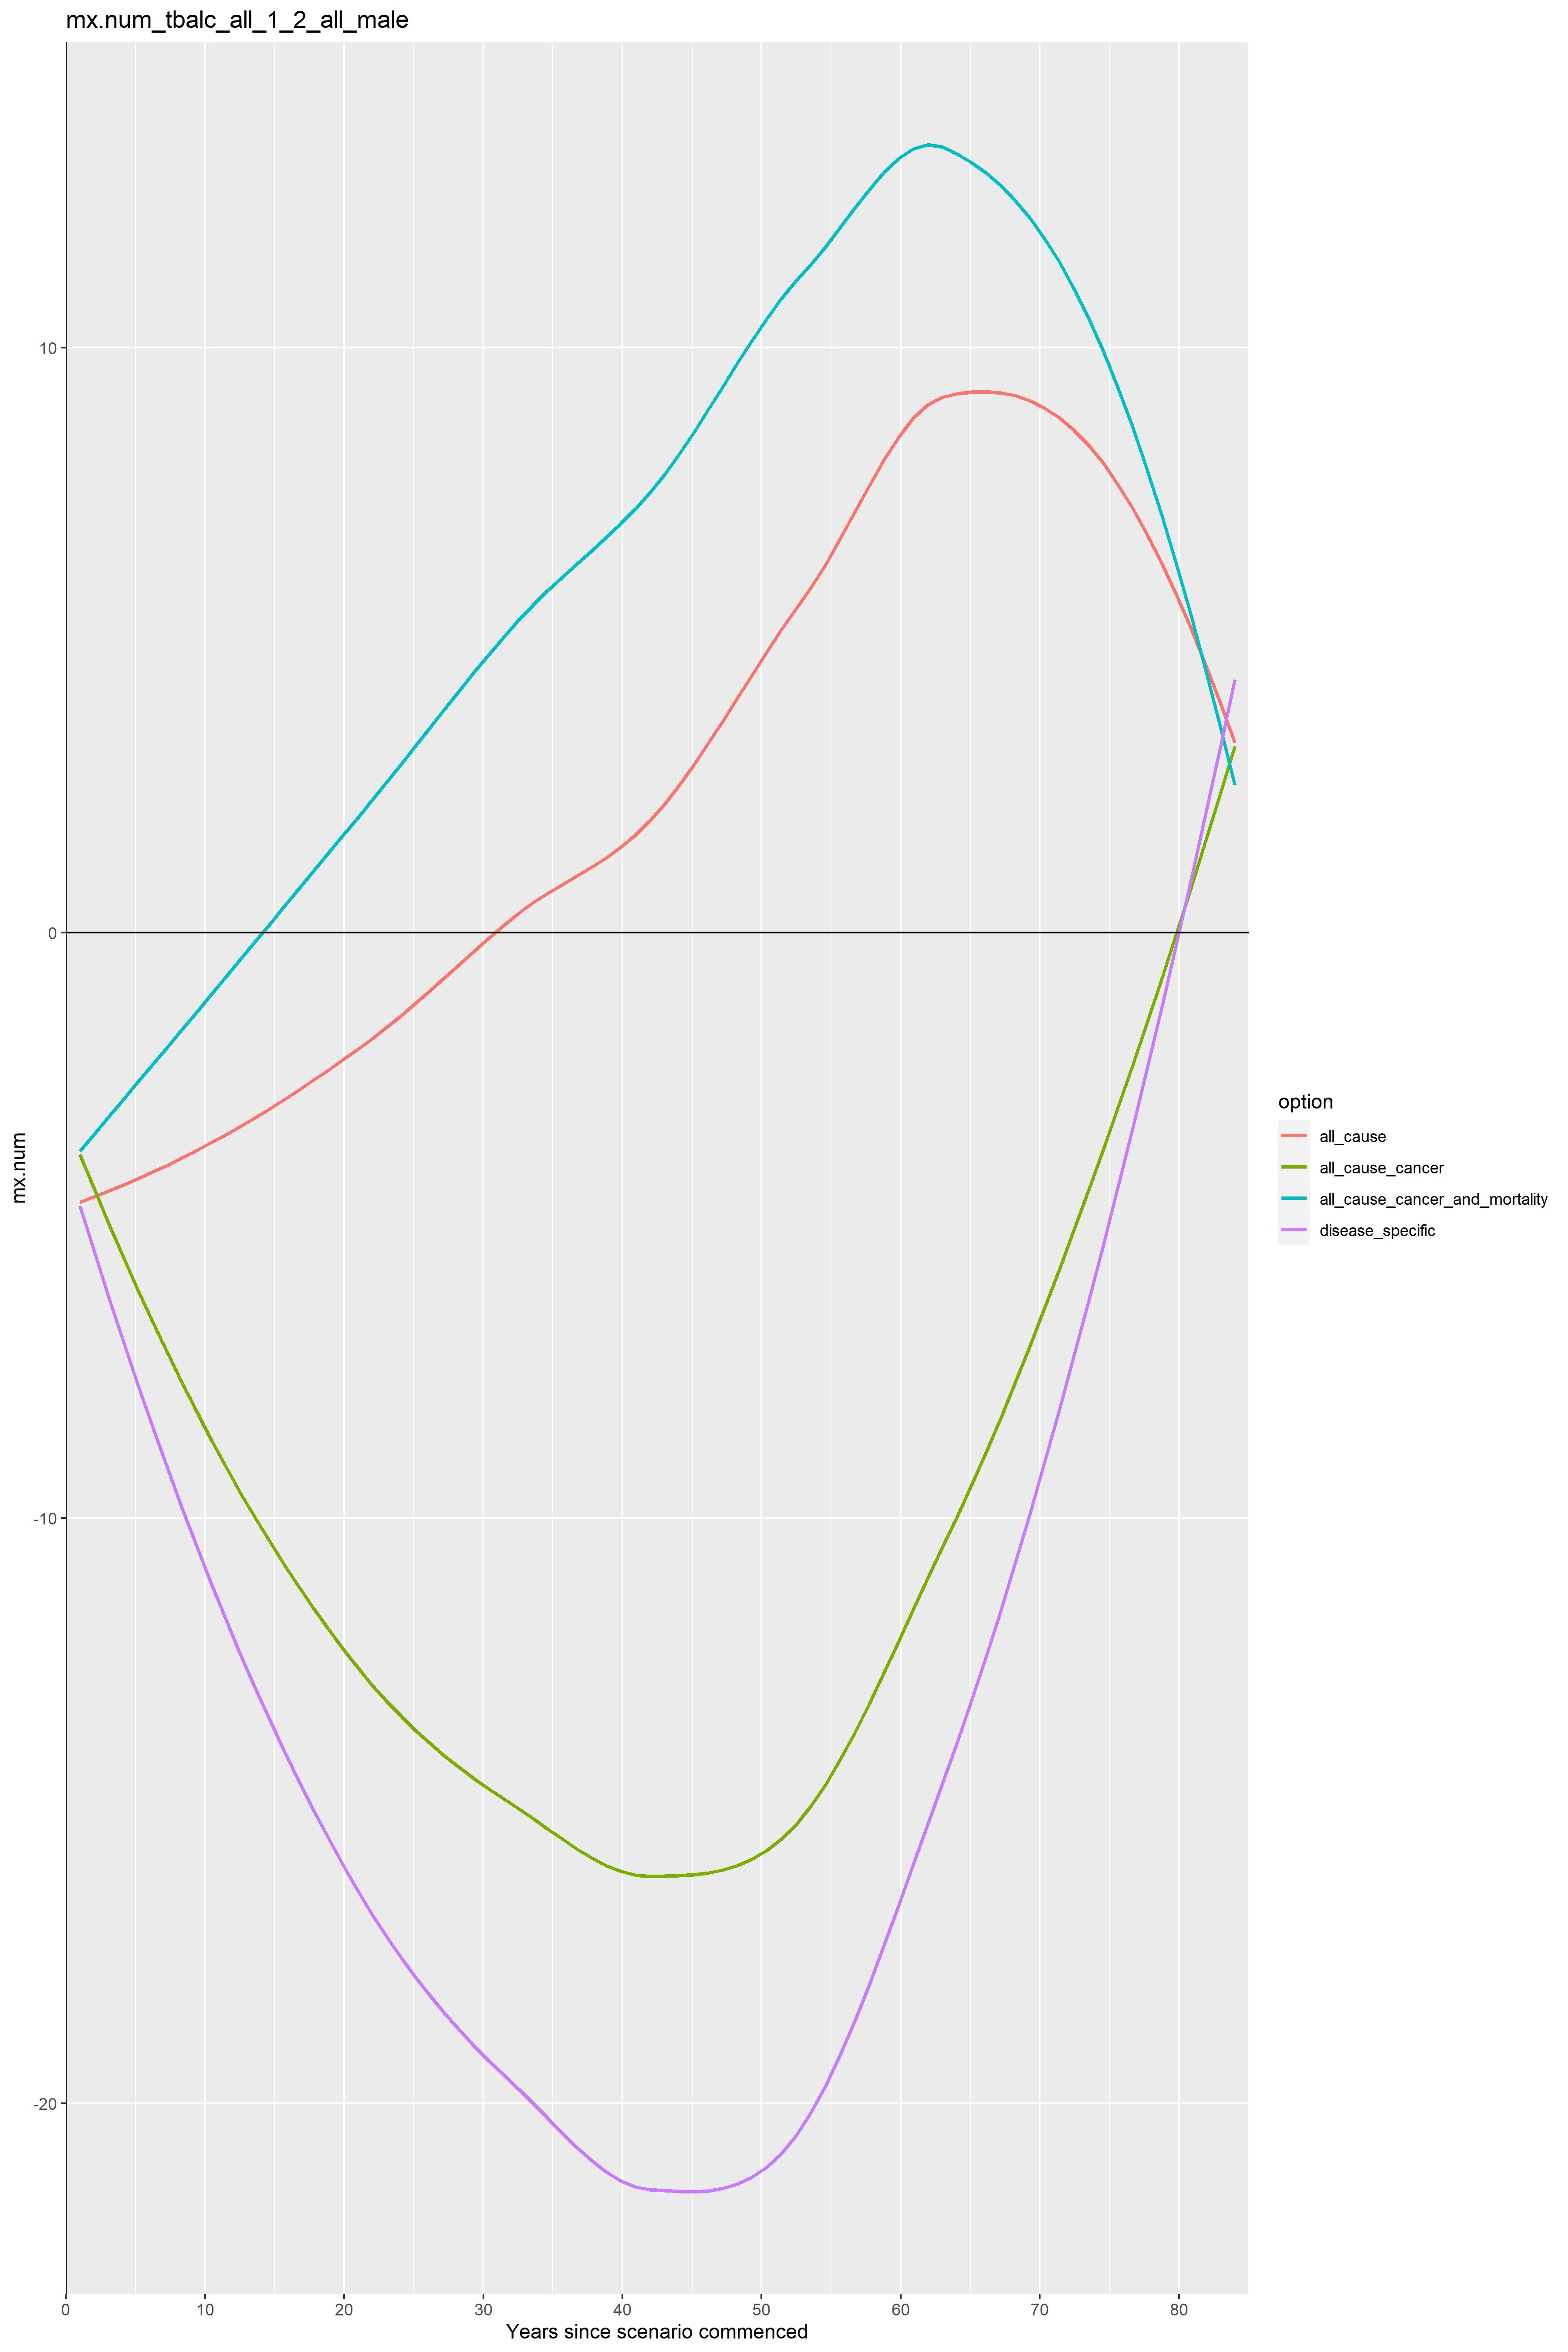 mx.num_tbalc_all_1_2_all_male
mx.num
10
0
-10
-20
0 10 20 30 40 50 60 70 80
Years since scenario commenced
option
all_cause
all_cause_cancer
all_cause_cancer_and_mortality
disease_specific